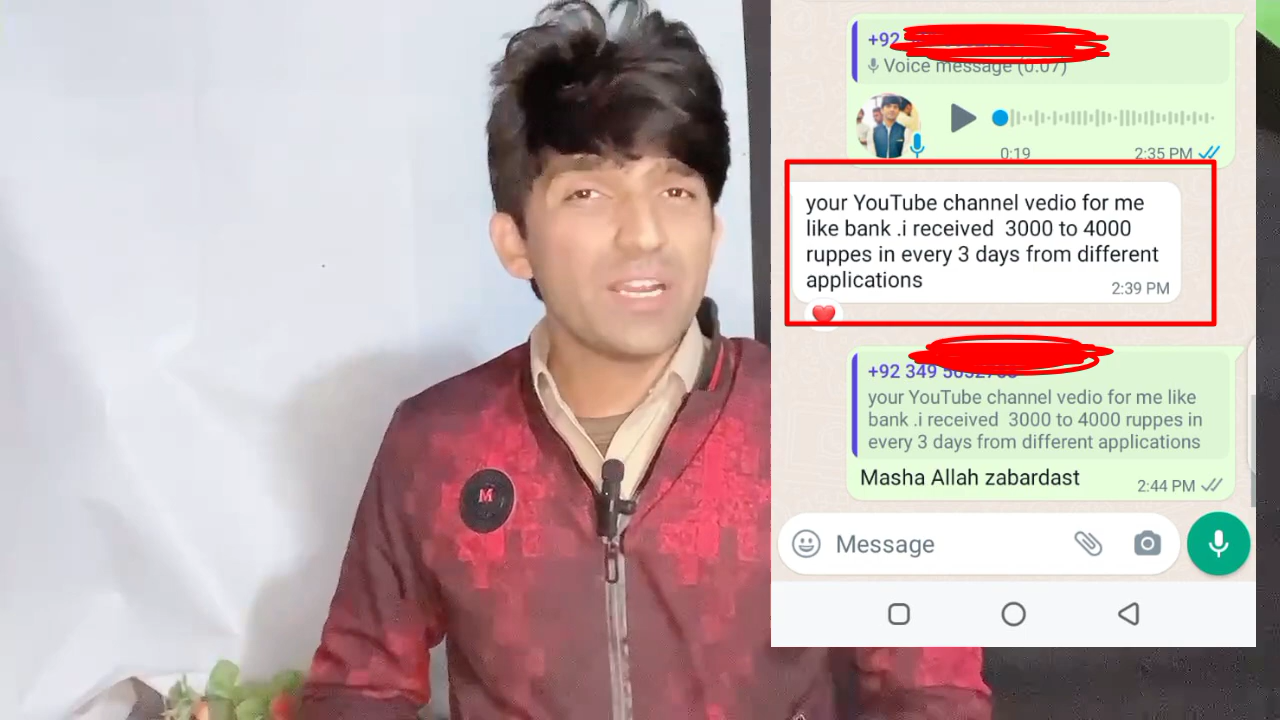 +92
Voice message (0:07)
0:19
2:35 PM
your YouTube channel vedio for me
like bank .i received 3000 to 4000
ruppes in every 3 days from different
applications
2:39 PM
+92 349
your YouTube channel vedio for me like
bank .i received 3000 to 4000 ruppes in
every 3 days from different applications
Masha Allah zabardast
2:44 PM
Message
M